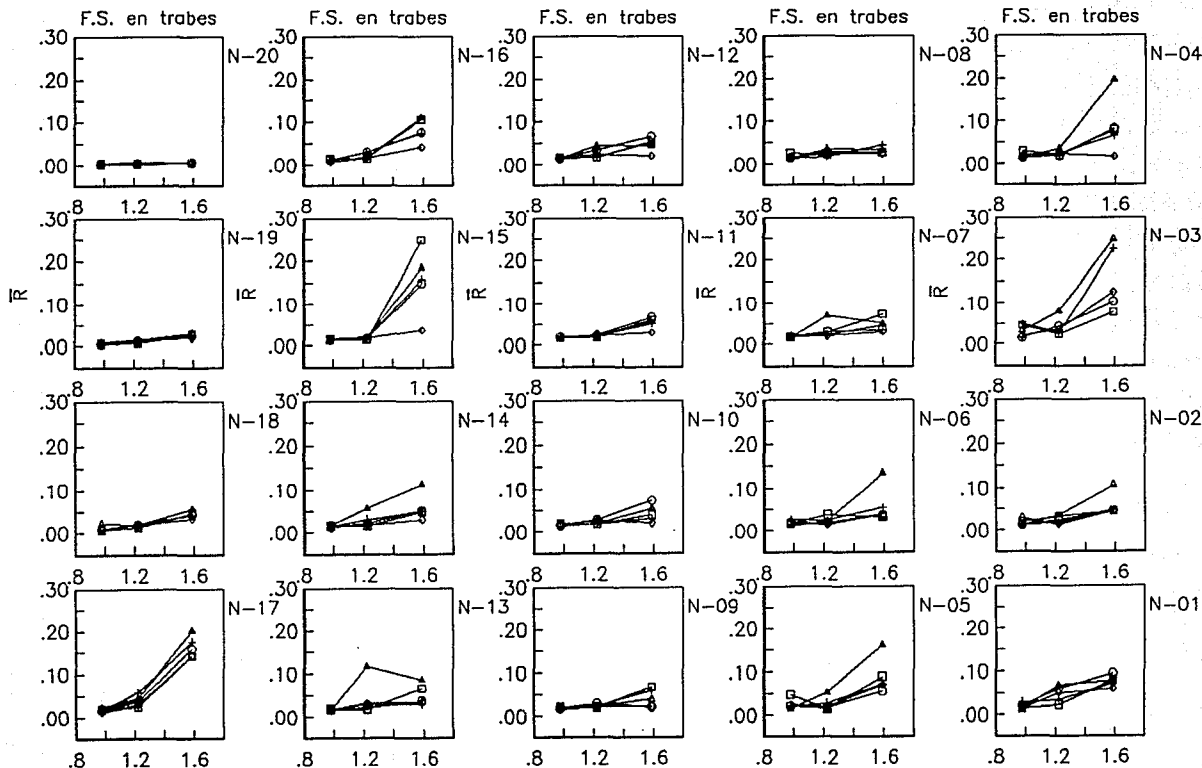 F.S. en trabes F.S. en trabes F.S. en trabes F.S. en trabes F.S. en trabes
.30 .30 .30 .30 .30
N-20 N-16 N-12 N-08 N-04
.20 .20 .20 .20 .20
.10 .10 .10 .10 .10
.00 .00 .00 .00 .00
.8 1.2 1.6 .8 1.2 1.6 .8 1.2 1.6 .8 1.2 1.6 .8 1.2 1.6
.30 .30 .30 .30 .30
N-19 N-15 N-11 N-07 N-03
.20 .20 .20 .20 .20
R̅ R̅ R̅ R̅ R̅
.10 .10 .10 .10 .10
.00 .00 .00 .00 .00
.8 1.2 1.6 .8 1.2 1.6 .8 1.2 1.6 .8 1.2 1.6 .8 1.2 1.6
.30 .30 .30 .30 .30
N-18 N-14 N-10 N-06 N-02
.20 .20 .20 .20 .20
.10 .10 .10 .10 .10
.00 .00 .00 .00 .00
.8 1.2 1.6 .8 1.2 1.6 .8 1.2 1.6 .8 1.2 1.6 .8 1.2 1.6
.30 .30 .30 .30 .30
N-17 N-13 N-09 N-05 N-01
.20 .20 .20 .20 .20
.10 .10 .10 .10 .10
.00 .00 .00 .00 .00
.8 1.2 1.6 .8 1.2 1.6 .8 1.2 1.6 .8 1.2 1.6 .8 1.2 1.6